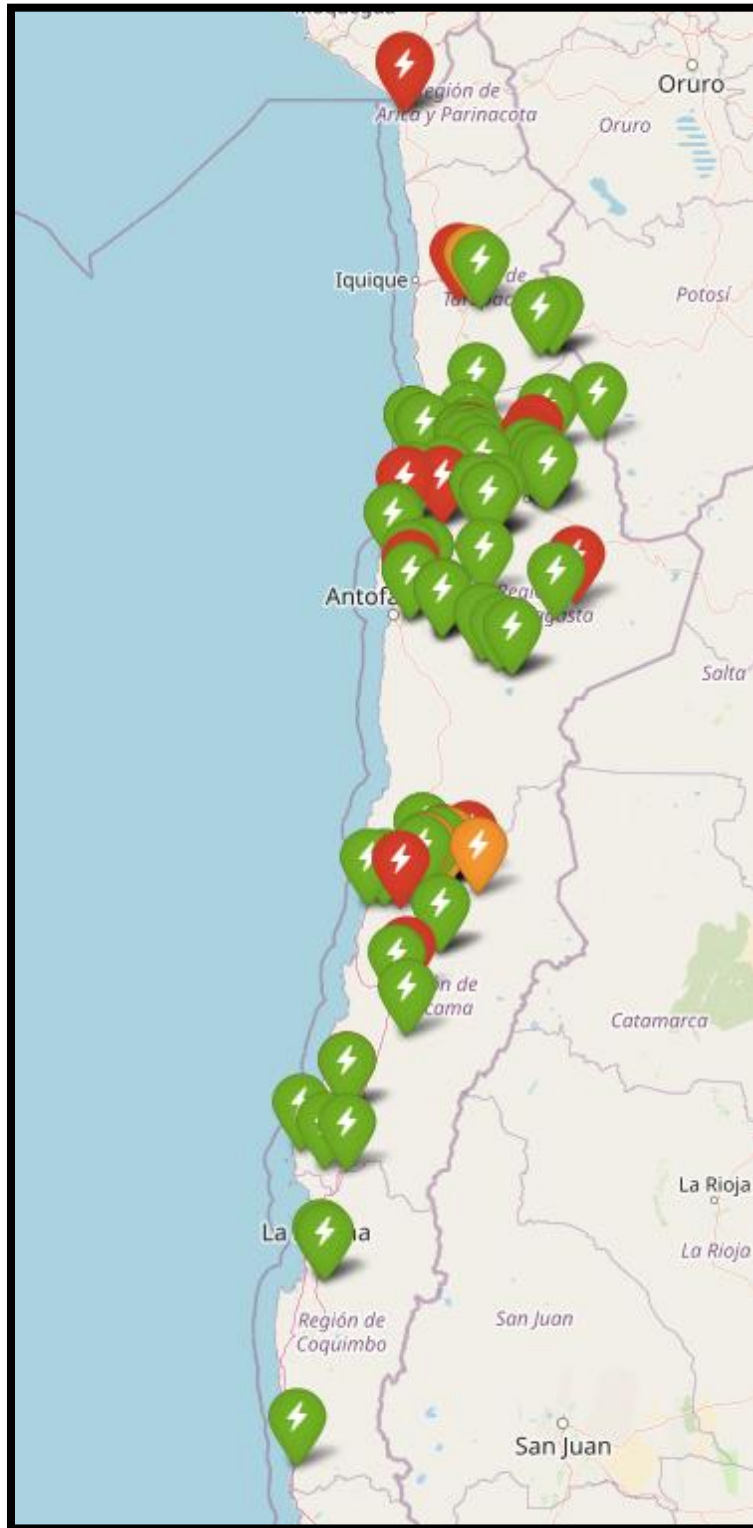 Oruro
Región de
Arica y Parinacota
Oruro
Iquique
de
Potosí
Salta
Catamarca
La Rioja
La Rioja
Región de
Coquimbo
San Juan
San Juan